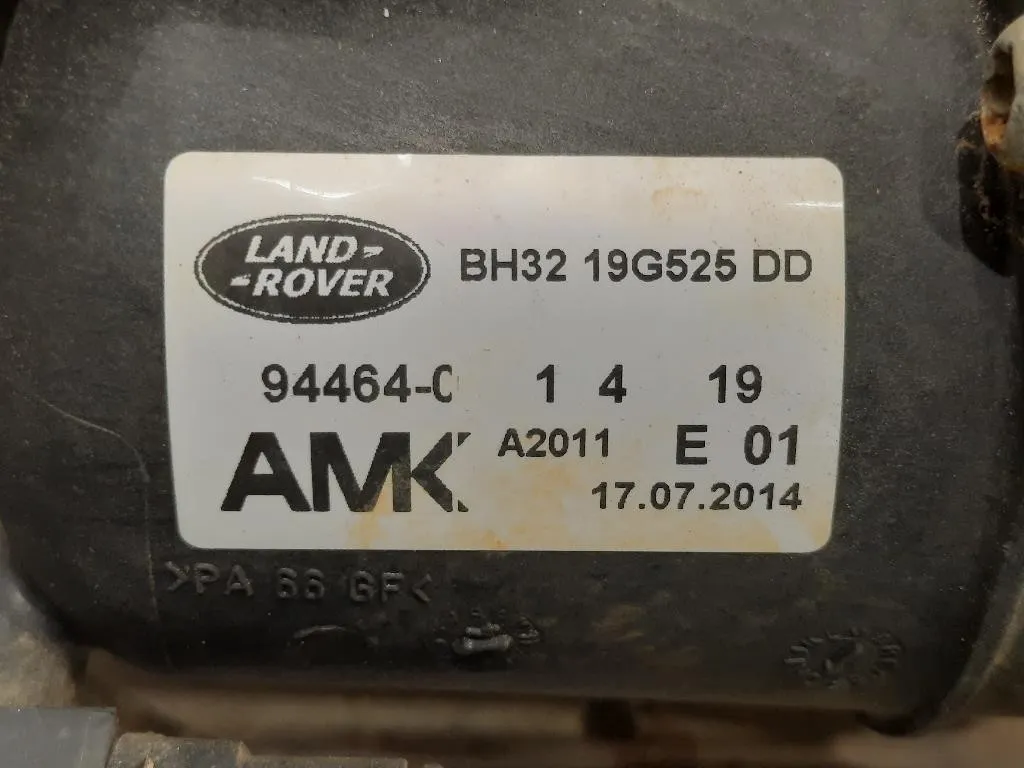 LAND-
-ROVER
BH32 19G525 DD
94464-0 1 4 19
AMK A2011 E 01
17.07.2014
>PA 66 GF<